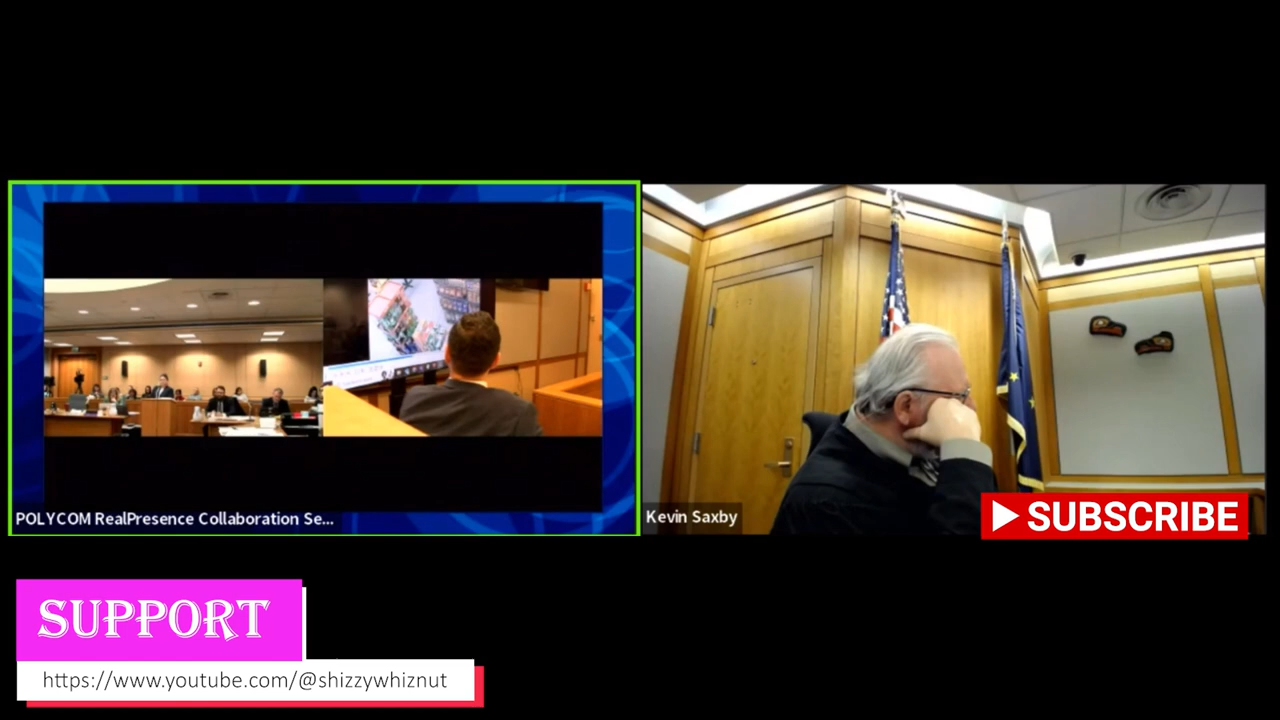 POLYCOM RealPresence Collaboration Se...
Kevin Saxby
SUBSCRIBE
SUPPORT
https://www.youtube.com/@shizzywhiznut